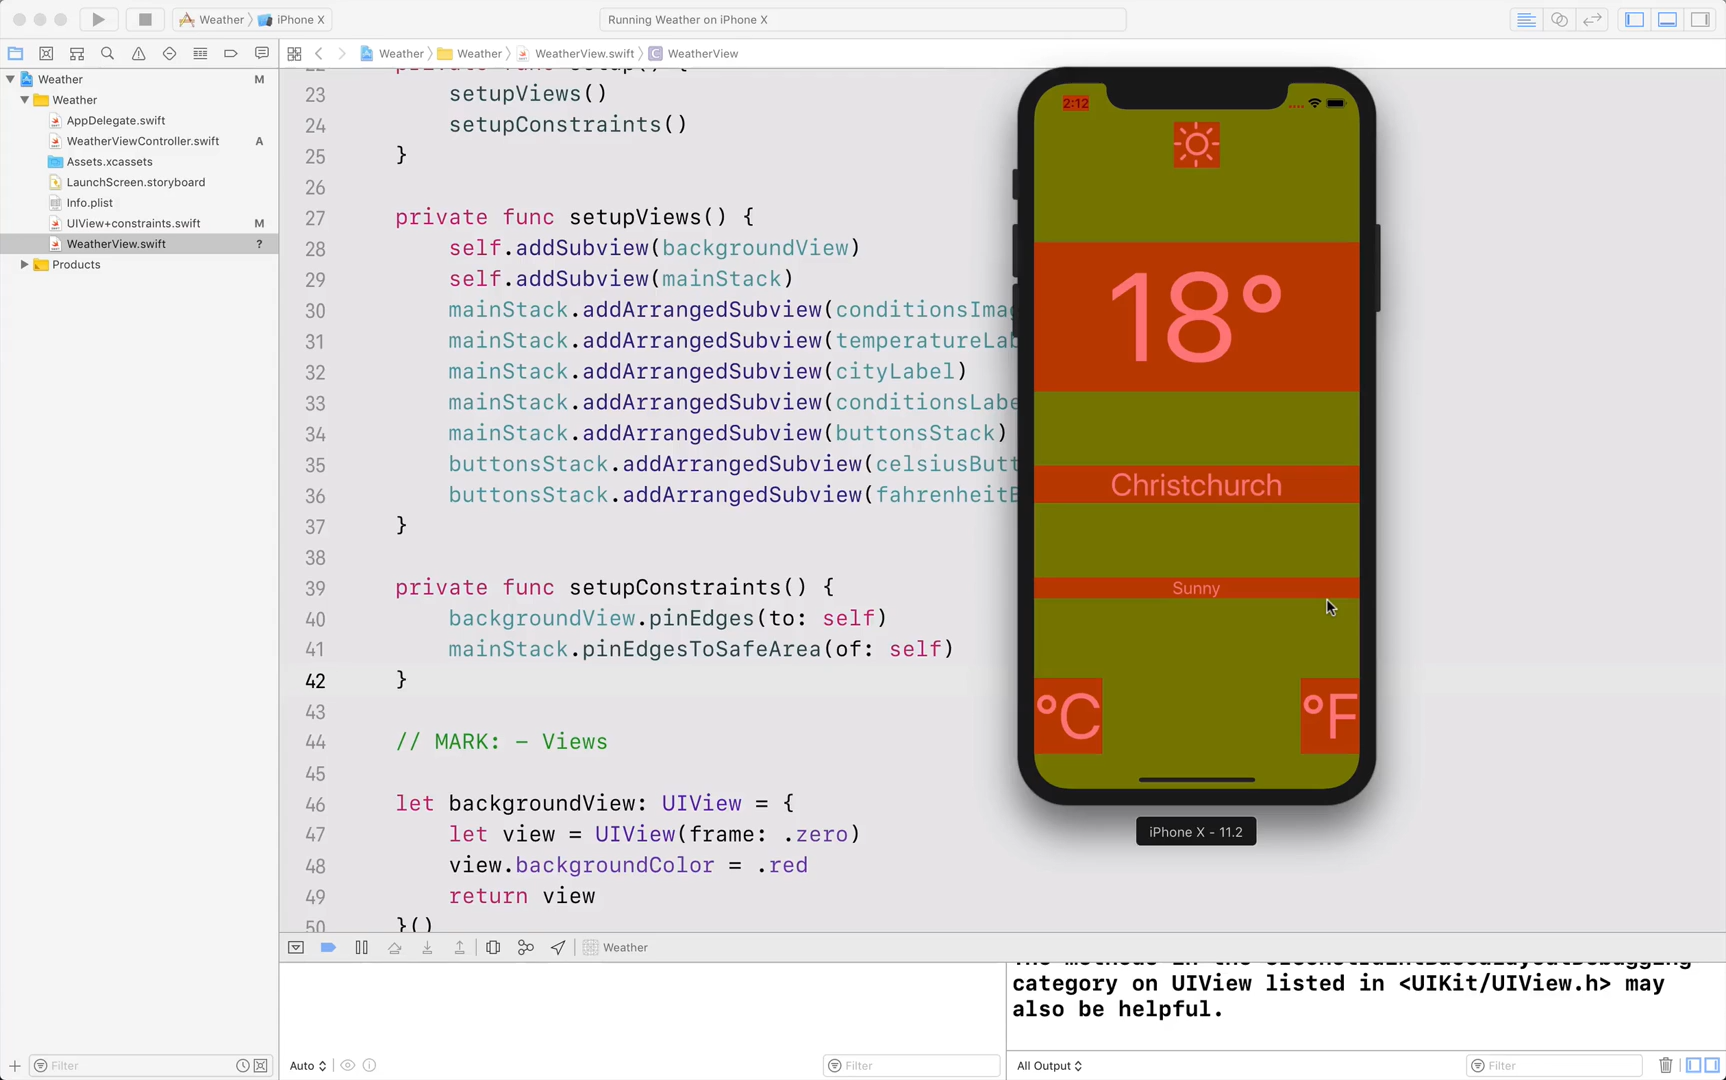 Weather iPhone X
Running Weather on iPhone X
Weather Weather WeatherView.swift WeatherView
Weather M
Weather
AppDelegate.swift
WeatherViewController.swift A
Assets.xcassets
LaunchScreen.storyboard
Info.plist
UIView+constraints.swift M
WeatherView.swift ?
Products
private func setup() {
23 setupViews()
24 setupConstraints()
25 }
26
27 private func setupViews() {
28 self.addSubview(backgroundView)
29 self.addSubview(mainStack)
30 mainStack.addArrangedSubview(conditionsImag
31 mainStack.addArrangedSubview(temperatureLab
32 mainStack.addArrangedSubview(cityLabel)
33 mainStack.addArrangedSubview(conditionsLabe
34 mainStack.addArrangedSubview(buttonsStack)
35 buttonsStack.addArrangedSubview(celsiusButt
36 buttonsStack.addArrangedSubview(fahrenheitB
37 }
38
39 private func setupConstraints() {
40 backgroundView.pinEdges(to: self)
41 mainStack.pinEdgesToSafeArea(of: self)
42 }
43
44 // MARK: - Views
45
46 let backgroundView: UIView = {
47 let view = UIView(frame: .zero)
48 view.backgroundColor = .red
49 return view
50 }()
2:12
18°
Christchurch
Sunny
°C °F
iPhone X - 11.2
Weather
category on UIView listed in <UIKit/UIView.h> may
also be helpful.
Filter
Auto
Filter
All Output
Filter